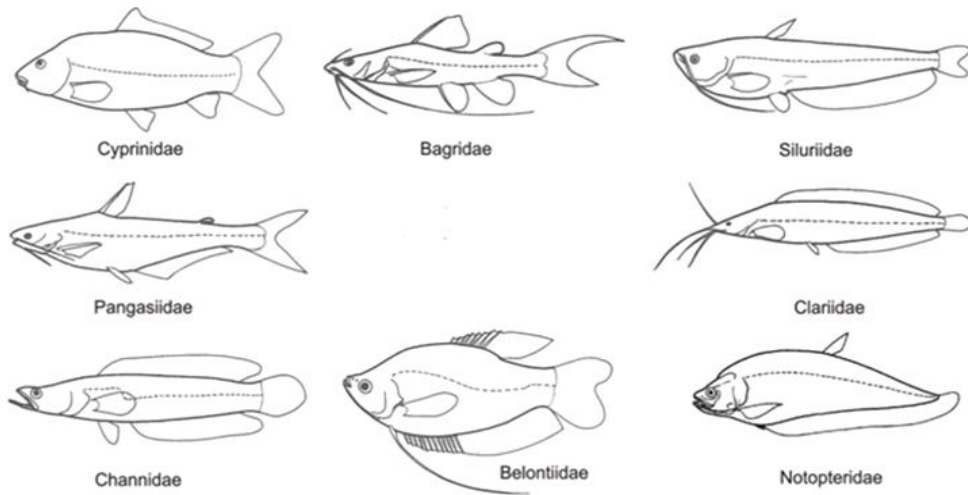 Cyprinidae
Bagridae
Siluriidae
Pangasiidae
Clariidae
Channidae
Belontiidae
Notopteridae